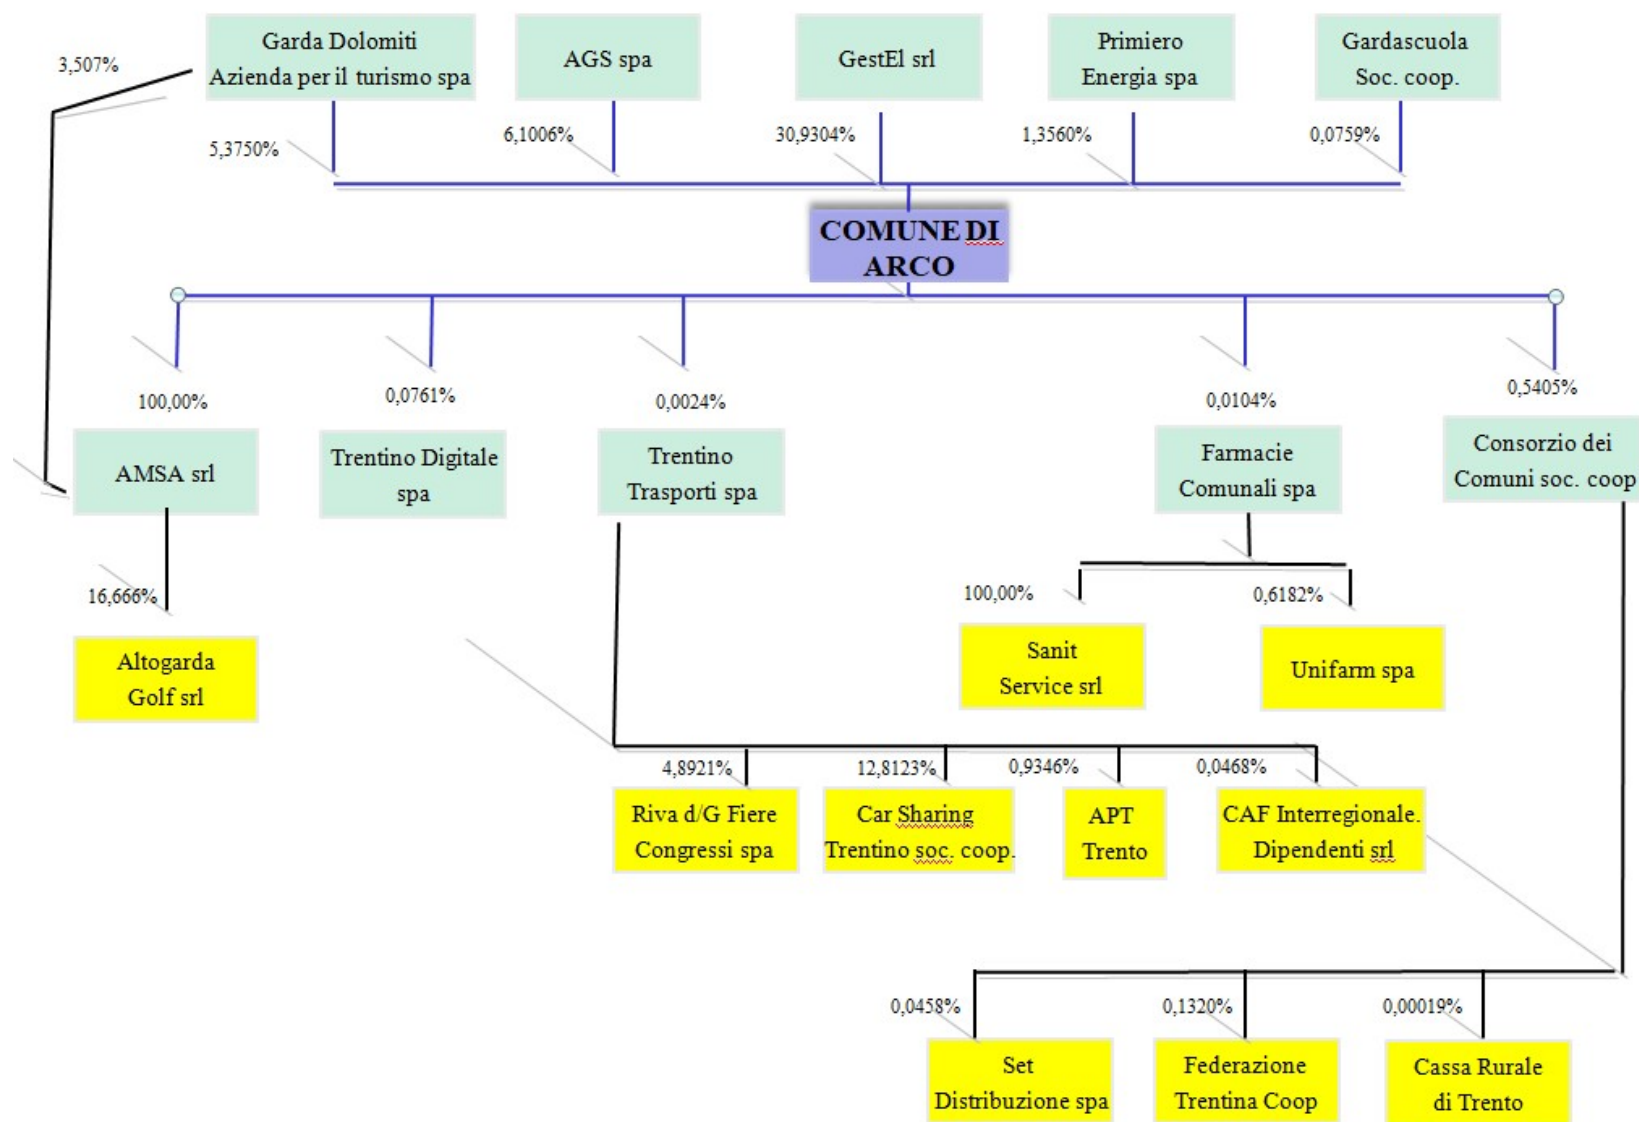 Garda Dolomiti
Azienda per il turismo spa
AGS spa
GestEl srl
Primiero
Energia spa
Gardascuola
Soc. coop.
3,507%
5,3750%
6,1006%
30,9304%
1,3560%
0,0759%
COMUNE DI
ARCO
100,00%
0,0761%
0,0024%
0,0104%
0,5405%
AMSA srl
Trentino Digitale
spa
Trentino
Trasporti spa
Farmacie
Comunali spa
Consorzio dei
Comuni soc. coop
16,666%
100,00%
0,6182%
Altogarda
Golf srl
Sanit
Service srl
Unifarm spa
4,8921%
12,8123%
0,9346%
0,0468%
Riva d/G Fiere
Congressi spa
Car Sharing
Trentino soc. coop.
APT
Trento
CAF Interregionale.
Dipendenti srl
0,0458%
0,1320%
0,00019%
Set
Distribuzione spa
Federazione
Trentina Coop
Cassa Rurale
di Trento